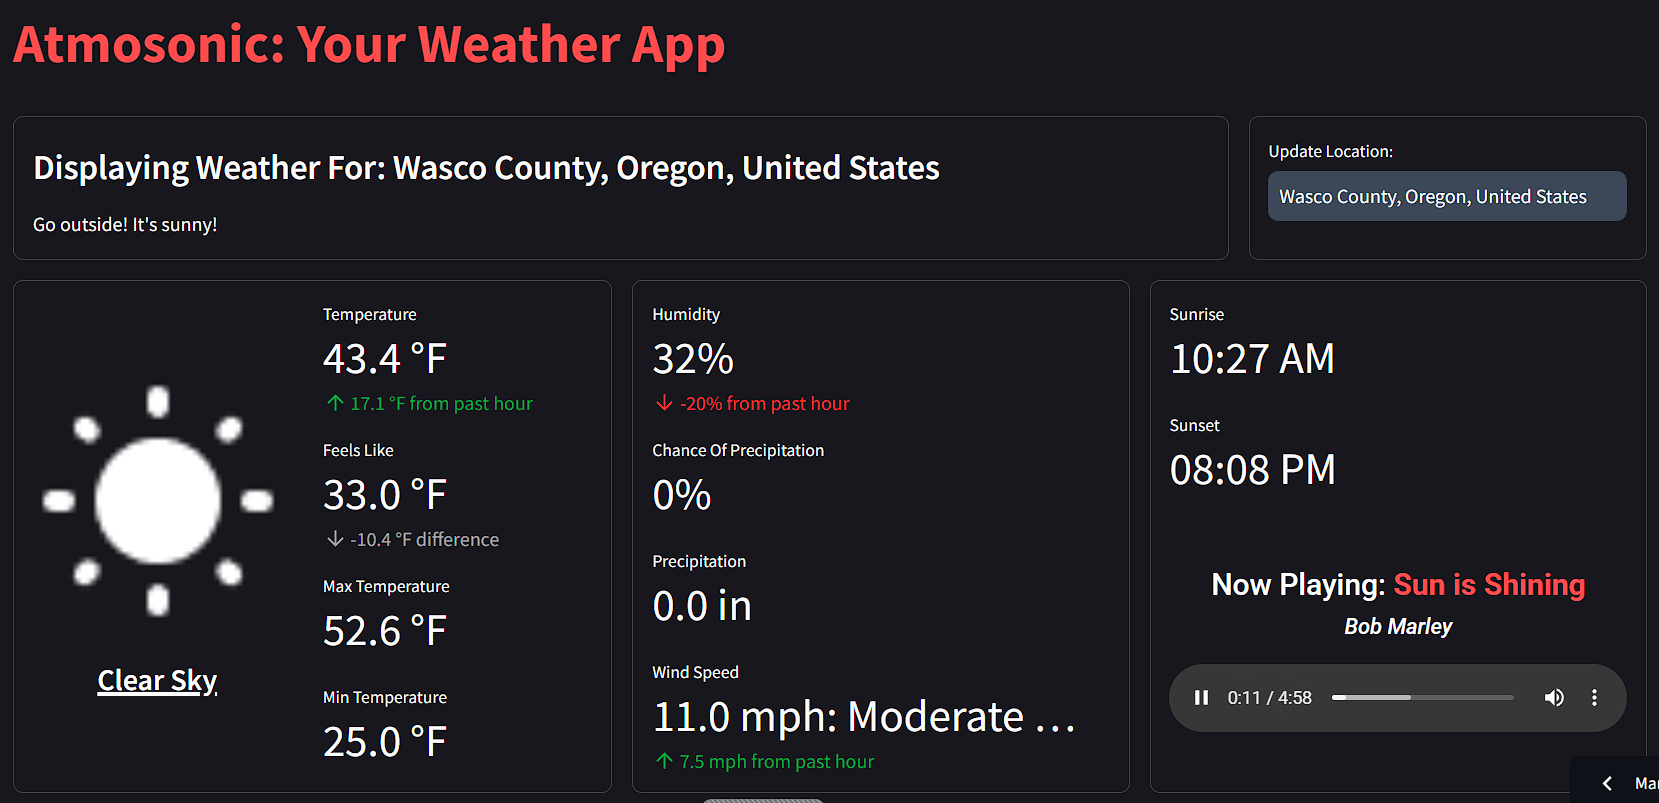 Atmosonic: Your Weather App
Displaying Weather For: Wasco County, Oregon, United States
Go outside! It's sunny!
Update Location:
Wasco County, Oregon, United States
Clear Sky
Temperature
43.4 °F
↑ 17.1 °F from past hour
Feels Like
33.0 °F
↓ -10.4 °F difference
Max Temperature
52.6 °F
Min Temperature
25.0 °F
Humidity
32%
↓ -20% from past hour
Chance Of Precipitation
0%
Precipitation
0.0 in
Wind Speed
11.0 mph: Moderate …
↑ 7.5 mph from past hour
Sunrise
10:27 AM
Sunset
08:08 PM
Now Playing: Sun is Shining
Bob Marley
0:11 / 4:58